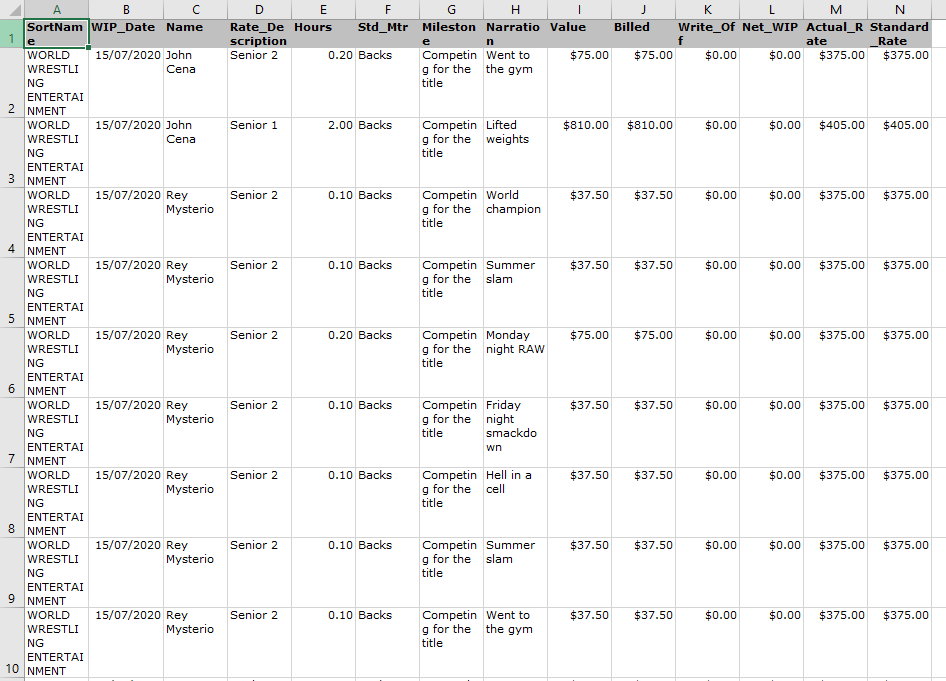 A B C D E F G H I J K L M N
1 SortName WIP_Date Name Rate_Description Hours Std_Mtr Milestone Narration Value Billed Write_Off Net_WIP Actual_Rate Standard_Rate
2 WORLD WRESTLING ENTERTAINMENT 15/07/2020 John Cena Senior 2 0.20 Backs Competing for the title Went to the gym $75.00 $75.00 $0.00 $0.00 $375.00 $375.00
3 WORLD WRESTLING ENTERTAINMENT 15/07/2020 John Cena Senior 1 2.00 Backs Competing for the title Lifted weights $810.00 $810.00 $0.00 $0.00 $405.00 $405.00
4 WORLD WRESTLING ENTERTAINMENT 15/07/2020 Rey Mysterio Senior 2 0.10 Backs Competing for the title World champion $37.50 $37.50 $0.00 $0.00 $375.00 $375.00
5 WORLD WRESTLING ENTERTAINMENT 15/07/2020 Rey Mysterio Senior 2 0.10 Backs Competing for the title Summer slam $37.50 $37.50 $0.00 $0.00 $375.00 $375.00
6 WORLD WRESTLING ENTERTAINMENT 15/07/2020 Rey Mysterio Senior 2 0.20 Backs Competing for the title Monday night RAW $75.00 $75.00 $0.00 $0.00 $375.00 $375.00
7 WORLD WRESTLING ENTERTAINMENT 15/07/2020 Rey Mysterio Senior 2 0.10 Backs Competing for the title Friday night smackdown $37.50 $37.50 $0.00 $0.00 $375.00 $375.00
8 WORLD WRESTLING ENTERTAINMENT 15/07/2020 Rey Mysterio Senior 2 0.10 Backs Competing for the title Hell in a cell $37.50 $37.50 $0.00 $0.00 $375.00 $375.00
9 WORLD WRESTLING ENTERTAINMENT 15/07/2020 Rey Mysterio Senior 2 0.10 Backs Competing for the title Summer slam $37.50 $37.50 $0.00 $0.00 $375.00 $375.00
10 WORLD WRESTLING ENTERTAINMENT 15/07/2020 Rey Mysterio Senior 2 0.10 Backs Competing for the title Went to the gym $37.50 $37.50 $0.00 $0.00 $375.00 $375.00